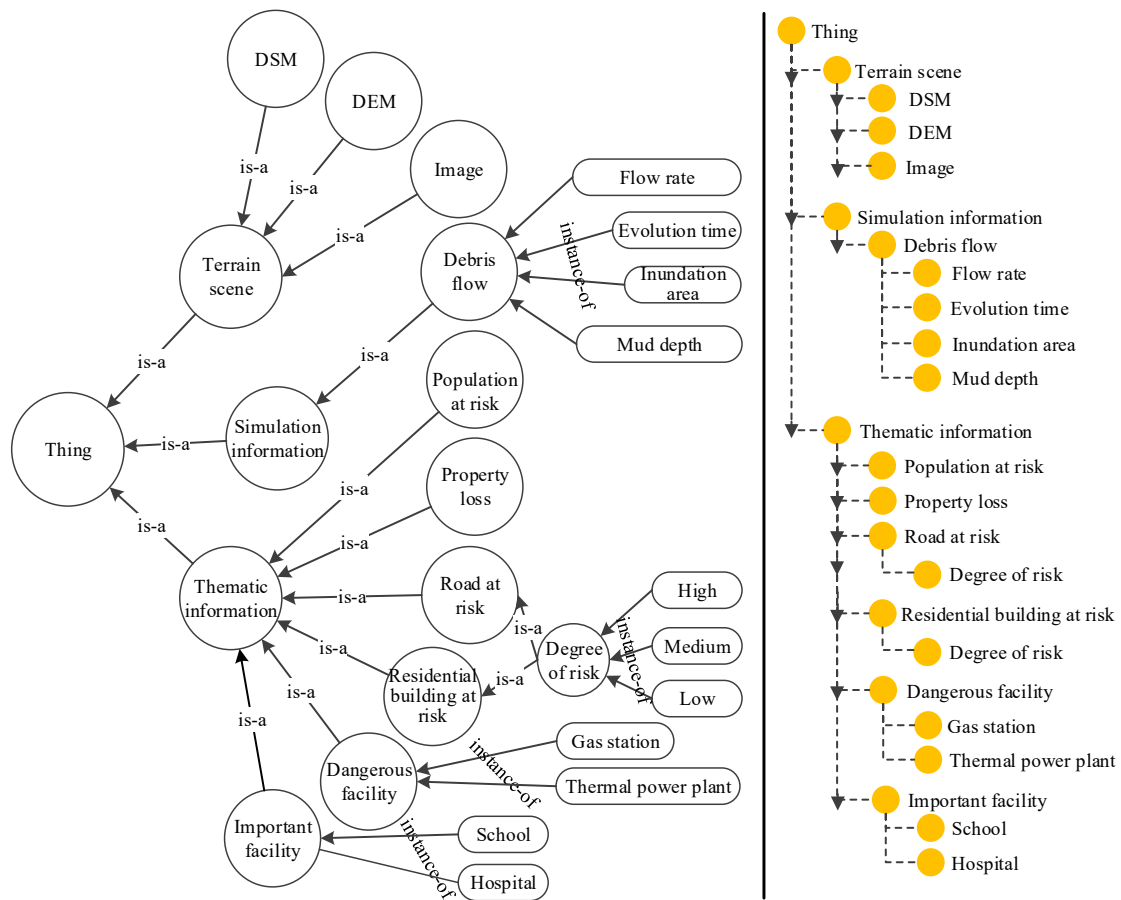 DSM
DEM
Image
is-a
is-a
is-a
Terrain
scene
Flow rate
Evolution time
Inundation
area
Mud depth
instance-of
Debris
flow
is-a
is-a
Population
at risk
Thing
is-a
Simulation
information
Property
loss
is-a
is-a
is-a
Thematic
information
is-a
Road at
risk
is-a
is-a
Degree
of risk
High
Medium
Low
instance-of
is-a
Residential
building at
risk
is-a
is-a
Dangerous
facility
Gas station
Thermal power plant
instance-of
Important
facility
School
Hospital
instance-of
Thing
Terrain scene
DSM
DEM
Image
Simulation information
Debris flow
Flow rate
Evolution time
Inundation area
Mud depth
Thematic information
Population at risk
Property loss
Road at risk
Degree of risk
Residential building at risk
Degree of risk
Dangerous facility
Gas station
Thermal power plant
Important facility
School
Hospital